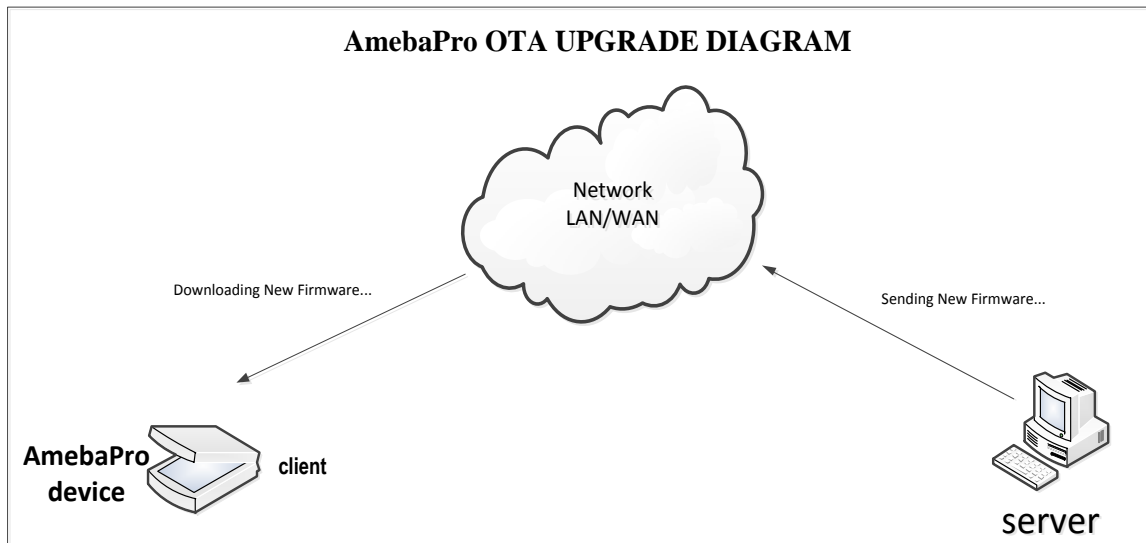 AmebaPro OTA UPGRADE DIAGRAM
Network
LAN/WAN
Downloading New Firmware...
Sending New Firmware...
AmebaPro
device
client
server